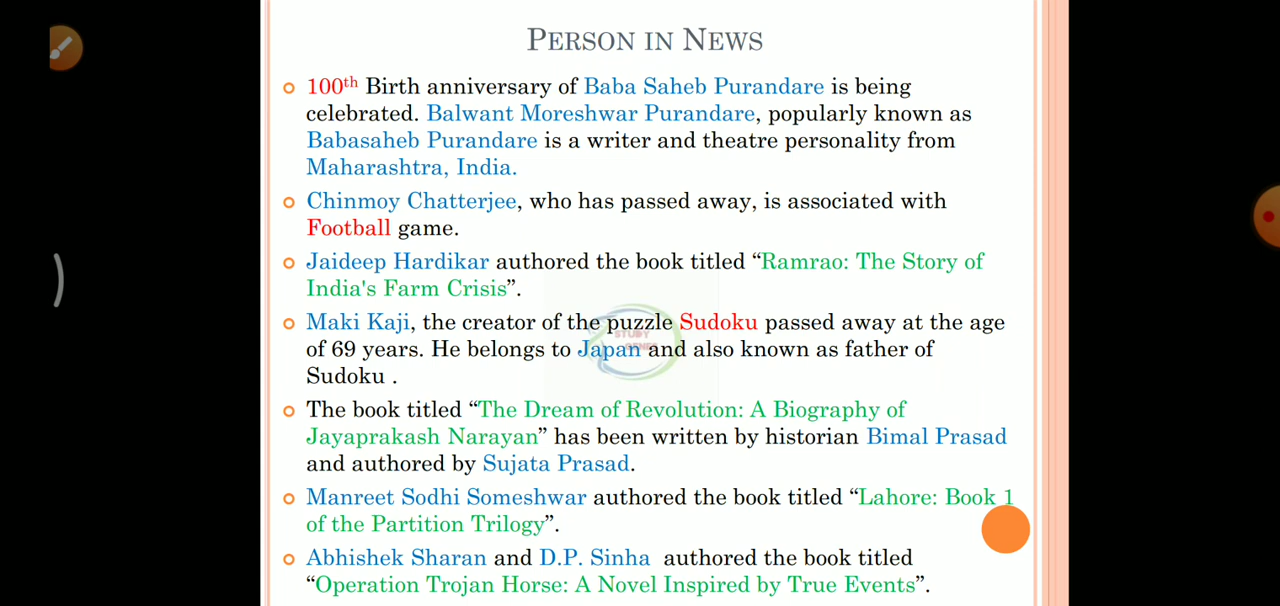 PERSON IN NEWS
100th Birth anniversary of Baba Saheb Purandare is being
celebrated. Balwant Moreshwar Purandare, popularly known as
Babasaheb Purandare is a writer and theatre personality from
Maharashtra, India.
Chinmoy Chatterjee, who has passed away, is associated with
Football game.
Jaideep Hardikar authored the book titled “Ramrao: The Story of
India's Farm Crisis”.
Maki Kaji, the creator of the puzzle Sudoku passed away at the age
of 69 years. He belongs to Japan and also known as father of
Sudoku .
The book titled “The Dream of Revolution: A Biography of
Jayaprakash Narayan” has been written by historian Bimal Prasad
and authored by Sujata Prasad.
Manreet Sodhi Someshwar authored the book titled “Lahore: Book 1
of the Partition Trilogy”.
Abhishek Sharan and D.P. Sinha authored the book titled
“Operation Trojan Horse: A Novel Inspired by True Events”.
STUDY